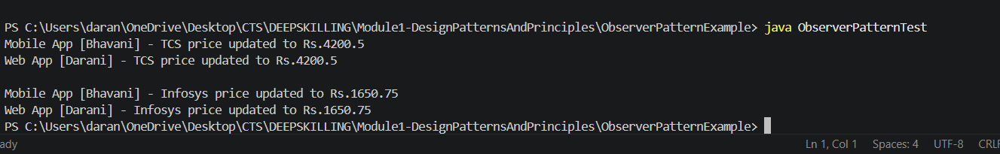 PS C:\Users\daran\OneDrive\Desktop\CTS\DEEPSKILLING\Module1-DesignPatternsAndPrinciples\ObserverPatternExample> java ObserverPatternTest
Mobile App [Bhavani] - TCS price updated to Rs.4200.5
Web App [Darani] - TCS price updated to Rs.4200.5
Mobile App [Bhavani] - Infosys price updated to Rs.1650.75
Web App [Darani] - Infosys price updated to Rs.1650.75
PS C:\Users\daran\OneDrive\Desktop\CTS\DEEPSKILLING\Module1-DesignPatternsAndPrinciples\ObserverPatternExample>
ady Ln 1, Col 1 Spaces: 4 UTF-8 CRLF